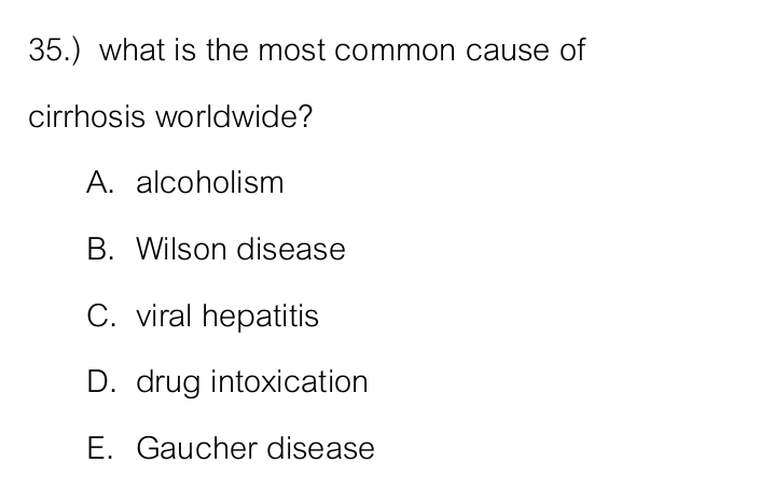 35.) what is the most common cause of
cirrhosis worldwide?
A. alcoholism
B. Wilson disease
C. viral hepatitis
D. drug intoxication
E. Gaucher disease